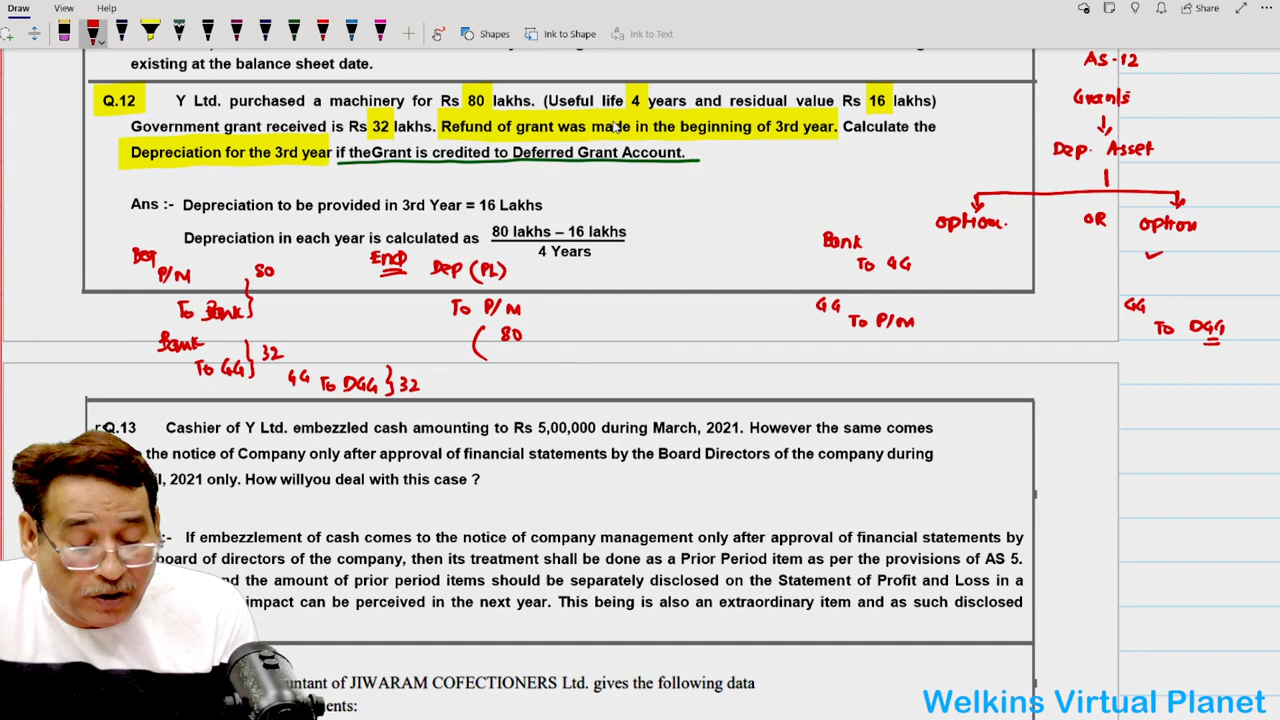 Draw View Help
Share
Shapes Ink to Shape Ink to Text
existing at the balance sheet date.
Q.12 Y Ltd. purchased a machinery for Rs 80 lakhs. (Useful life 4 years and residual value Rs 16 lakhs)
Government grant received is Rs 32 lakhs. Refund of grant was made in the beginning of 3rd year. Calculate the
Depreciation for the 3rd year if theGrant is credited to Deferred Grant Account.
Ans :- Depreciation to be provided in 3rd Year = 16 Lakhs
Depreciation in each year is calculated as 80 lakhs – 16 lakhs
4 Years
AS-12
Grants
Dep. Asset
option. OR option
Beg
P/M 80
To Bank
Bank
To GG 32
GG To DGG 32
End Dep (PL)
To P/M
( 80
Bank
To GG
GG
To P/M
GG
To DGG
Q.13 Cashier of Y Ltd. embezzled cash amounting to Rs 5,00,000 during March, 2021. However the same comes
the notice of Company only after approval of financial statements by the Board Directors of the company during
2021 only. How willyou deal with this case ?
:- If embezzlement of cash comes to the notice of company management only after approval of financial statements by
board of directors of the company, then its treatment shall be done as a Prior Period item as per the provisions of AS 5.
and the amount of prior period items should be separately disclosed on the Statement of Profit and Loss in a
impact can be perceived in the next year. This being is also an extraordinary item and as such disclosed
of JIWARAM COFECTIONERS Ltd. gives the following data
Welkins Virtual Planet